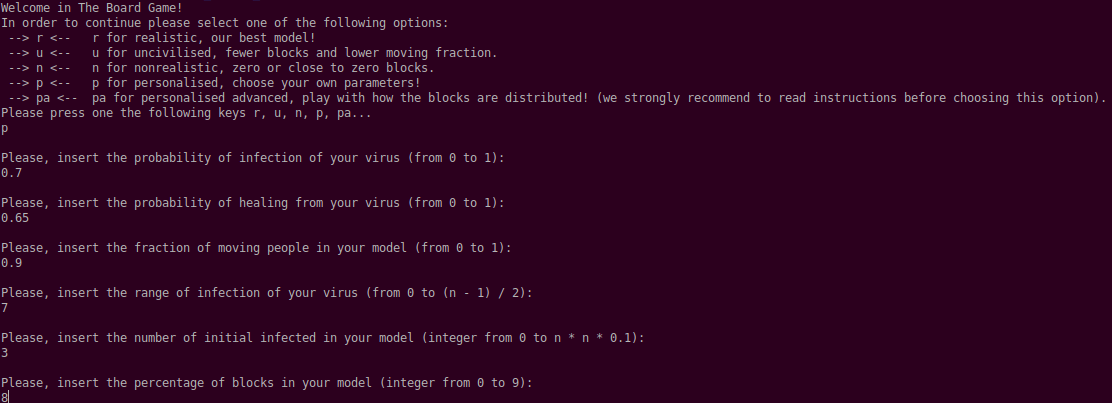 Welcome in The Board Game!
In order to continue please select one of the following options:
--> r <--   r for realistic, our best model!
--> u <--   u for uncivilised, fewer blocks and lower moving fraction.
--> n <--   n for nonrealistic, zero or close to zero blocks.
--> p <--   p for personalised, choose your own parameters!
--> pa <--  pa for personalised advanced, play with how the blocks are distributed! (we strongly recommend to read instructions before choosing this option).
Please press one the following keys r, u, n, p, pa...
p
Please, insert the probability of infection of your virus (from 0 to 1):
0.7
Please, insert the probability of healing from your virus (from 0 to 1):
0.65
Please, insert the fraction of moving people in your model (from 0 to 1):
0.9
Please, insert the range of infection of your virus (from 0 to (n - 1) / 2):
7
Please, insert the number of initial infected in your model (integer from 0 to n * n * 0.1):
3
Please, insert the percentage of blocks in your model (integer from 0 to 9):
8